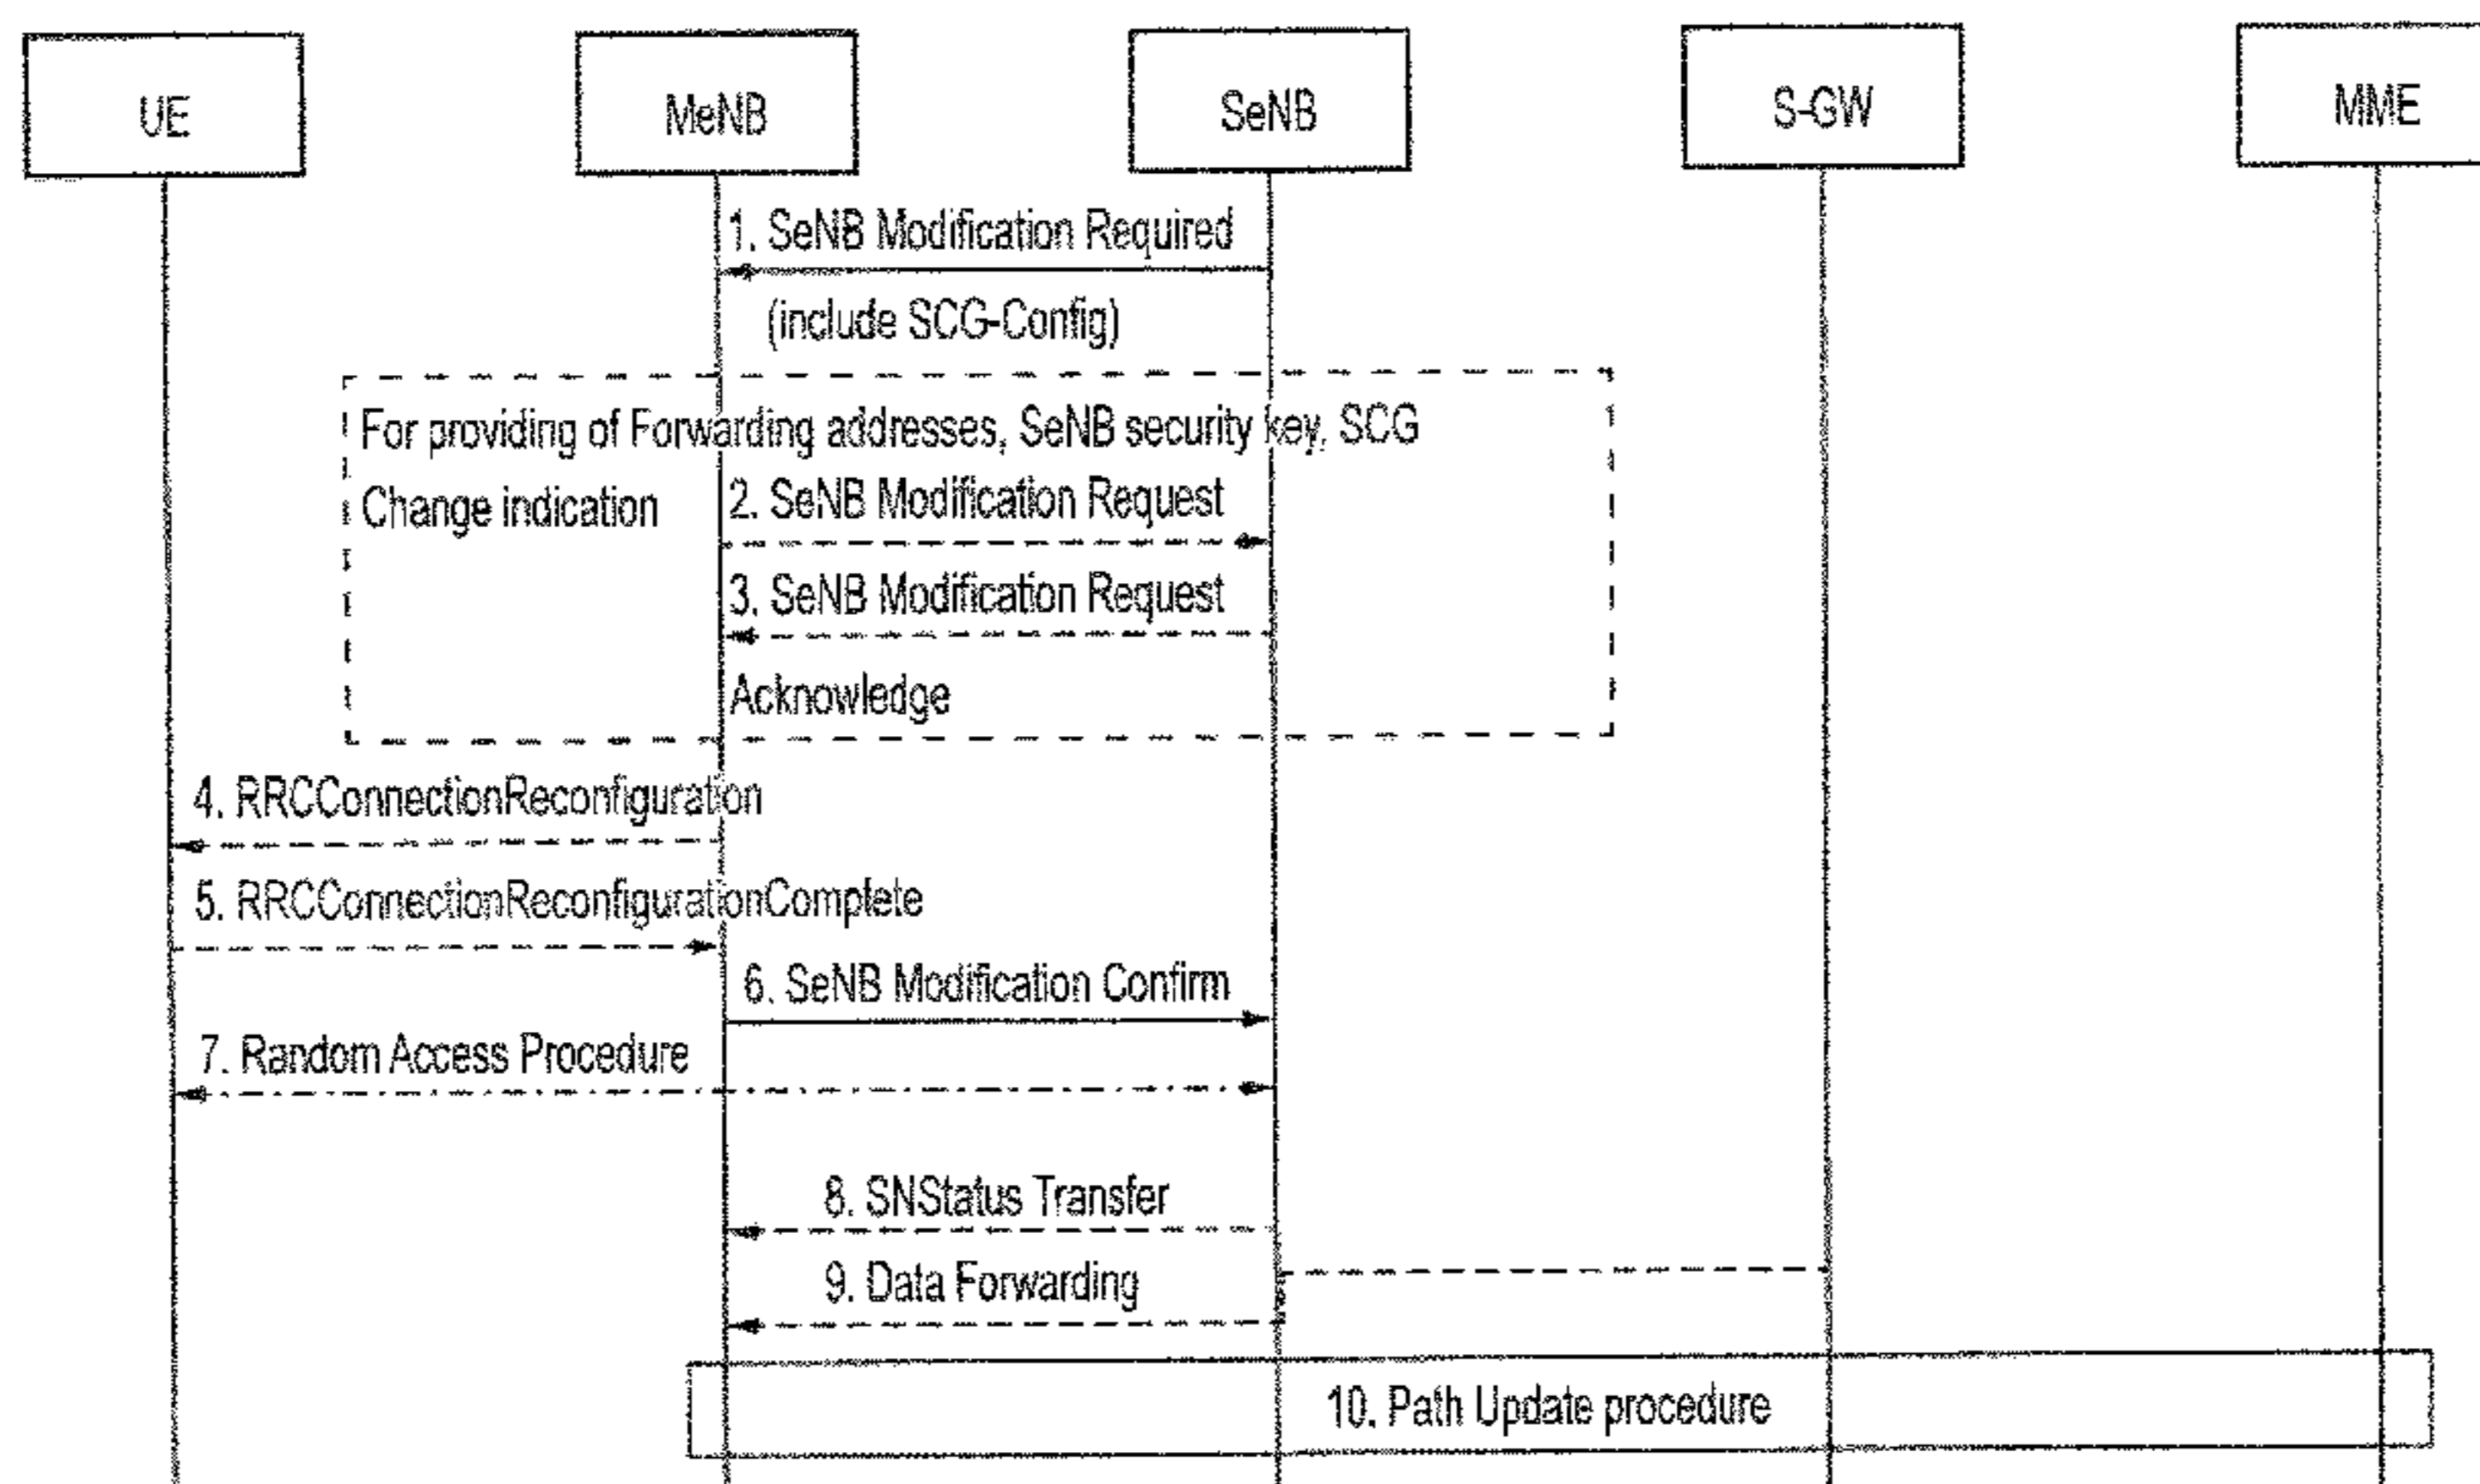 UE
MeNB
SeNB
S-GW
MME
1. SeNB Modification Required
(include SCG-Config)
For providing of Forwarding addresses, SeNB security key, SCG
Change indication
2. SeNB Modification Request
3. SeNB Modification Request
Acknowledge
4. RRCConnectionReconfiguration
5. RRCConnectionReconfigurationComplete
6. SeNB Modification Confirm
7. Random Access Procedure
8. SNStatus Transfer
9. Data Forwarding
10. Path Update procedure